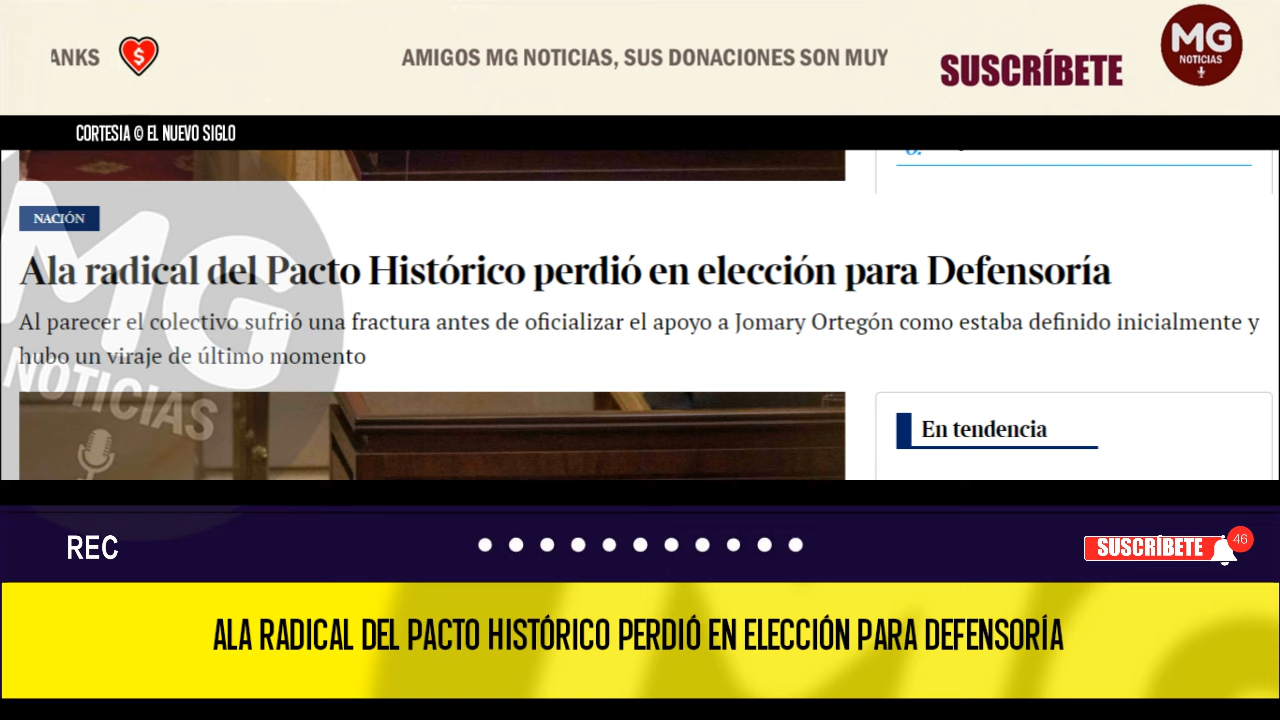 ANKS
AMIGOS MG NOTICIAS, SUS DONACIONES SON MUY
SUSCRÍBETE
MG
NOTICIAS
CORTESIA © EL NUEVO SIGLO
NACIÓN
Ala radical del Pacto Histórico perdió en elección para Defensoría
Al parecer el colectivo sufrió una fractura antes de oficializar el apoyo a Jomary Ortegón como estaba definido inicialmente y
hubo un viraje de último momento
MG
NOTICIAS
En tendencia
REC
SUSCRÍBETE
46
ALA RADICAL DEL PACTO HISTÓRICO PERDIÓ EN ELECCIÓN PARA DEFENSORÍA